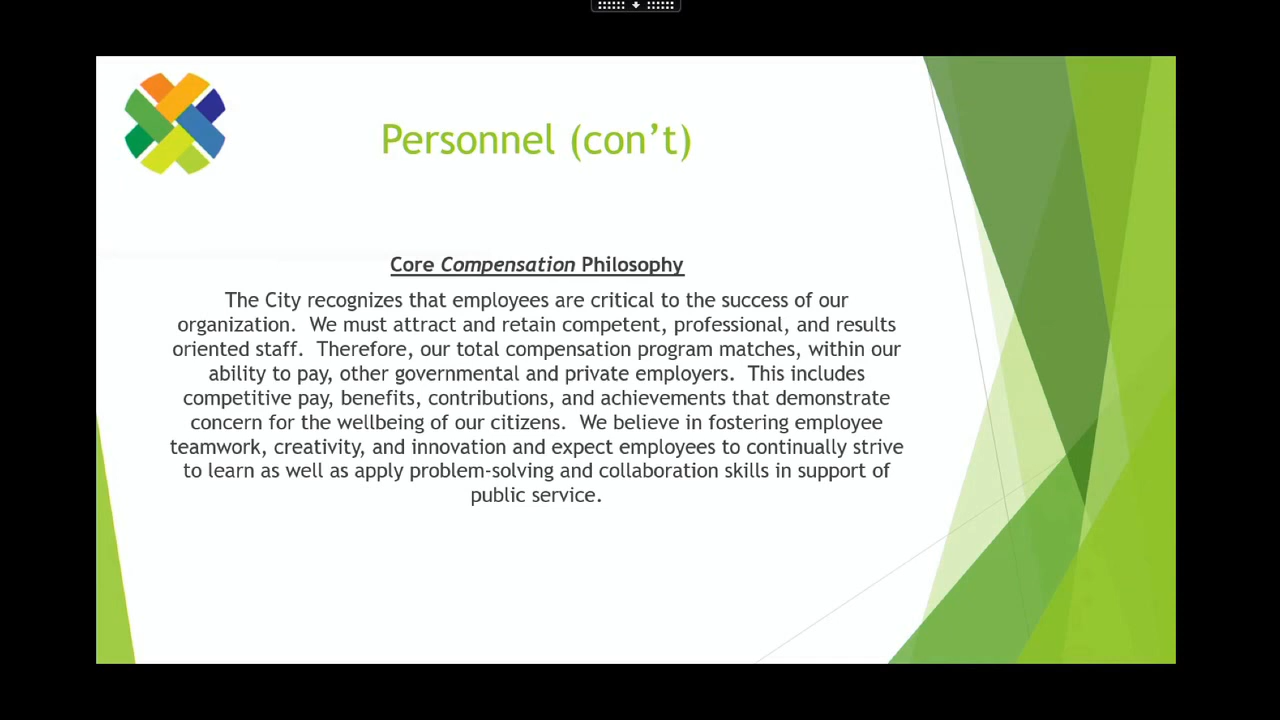 Personnel (con’t)
Core Compensation Philosophy
The City recognizes that employees are critical to the success of our
organization.  We must attract and retain competent, professional, and results
oriented staff.  Therefore, our total compensation program matches, within our
ability to pay, other governmental and private employers.  This includes
competitive pay, benefits, contributions, and achievements that demonstrate
concern for the wellbeing of our citizens.  We believe in fostering employee
teamwork, creativity, and innovation and expect employees to continually strive
to learn as well as apply problem-solving and collaboration skills in support of
public service.